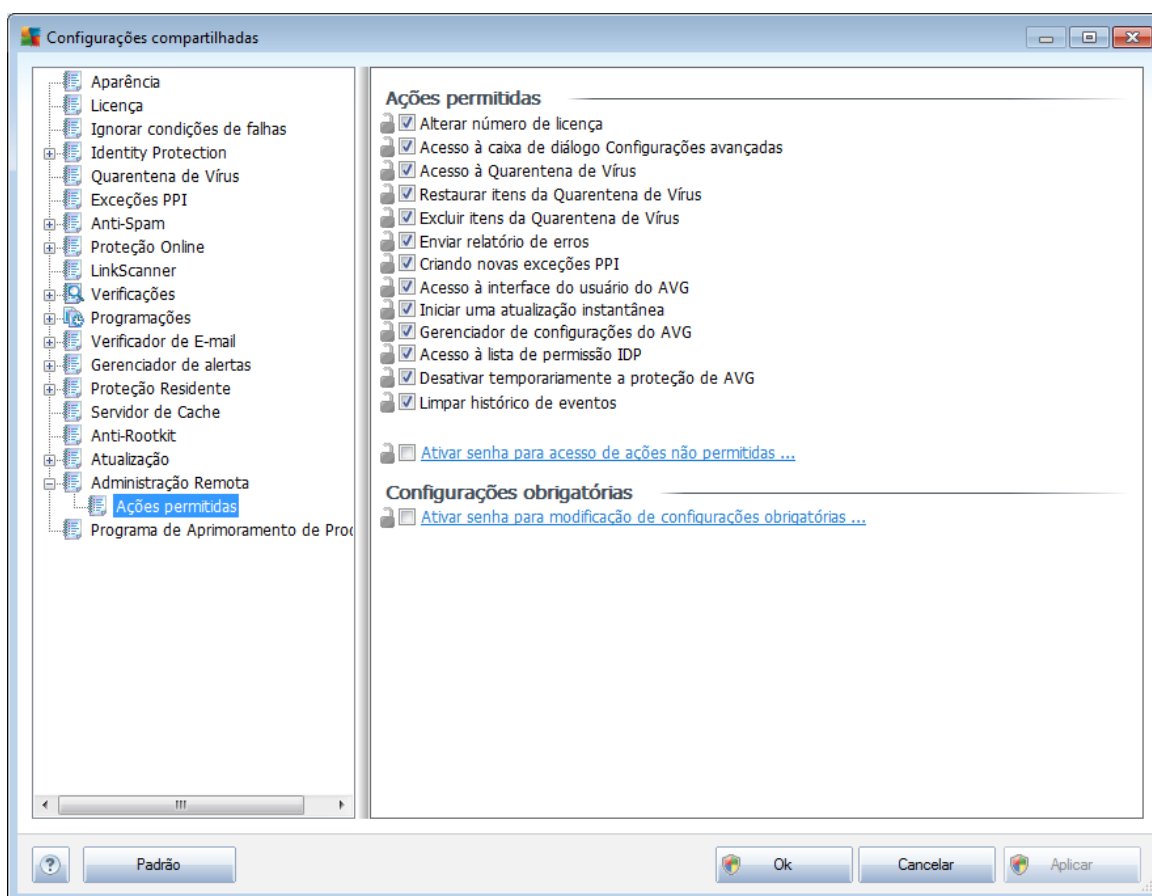 Configurações compartilhadas
Aparência
Licença
Ignorar condições de falhas
Identity Protection
Quarentena de Vírus
Exceções PPI
Anti-Spam
Proteção Online
LinkScanner
Verificações
Programações
Verificador de E-mail
Gerenciador de alertas
Proteção Residente
Servidor de Cache
Anti-Rootkit
Atualização
Administração Remota
Ações permitidas
Programa de Aprimoramento de
Ações permitidas
Alterar número de licença
Acesso à caixa de diálogo Configurações avançadas
Acesso à Quarentena de Vírus
Restaurar itens da Quarentena de Vírus
Excluir itens da Quarentena de Vírus
Enviar relatório de erros
Criando novas exceções PPI
Acesso à interface do usuário do AVG
Iniciar uma atualização instantânea
Gerenciador de configurações do AVG
Acesso à lista de permissão IDP
Desativar temporariamente a proteção de AVG
Limpar histórico de eventos
Ativar senha para acesso de ações não permitidas ...
Configurações obrigatórias
Ativar senha para modificação de configurações obrigatórias ...
? Padrão Ok Cancelar Aplicar